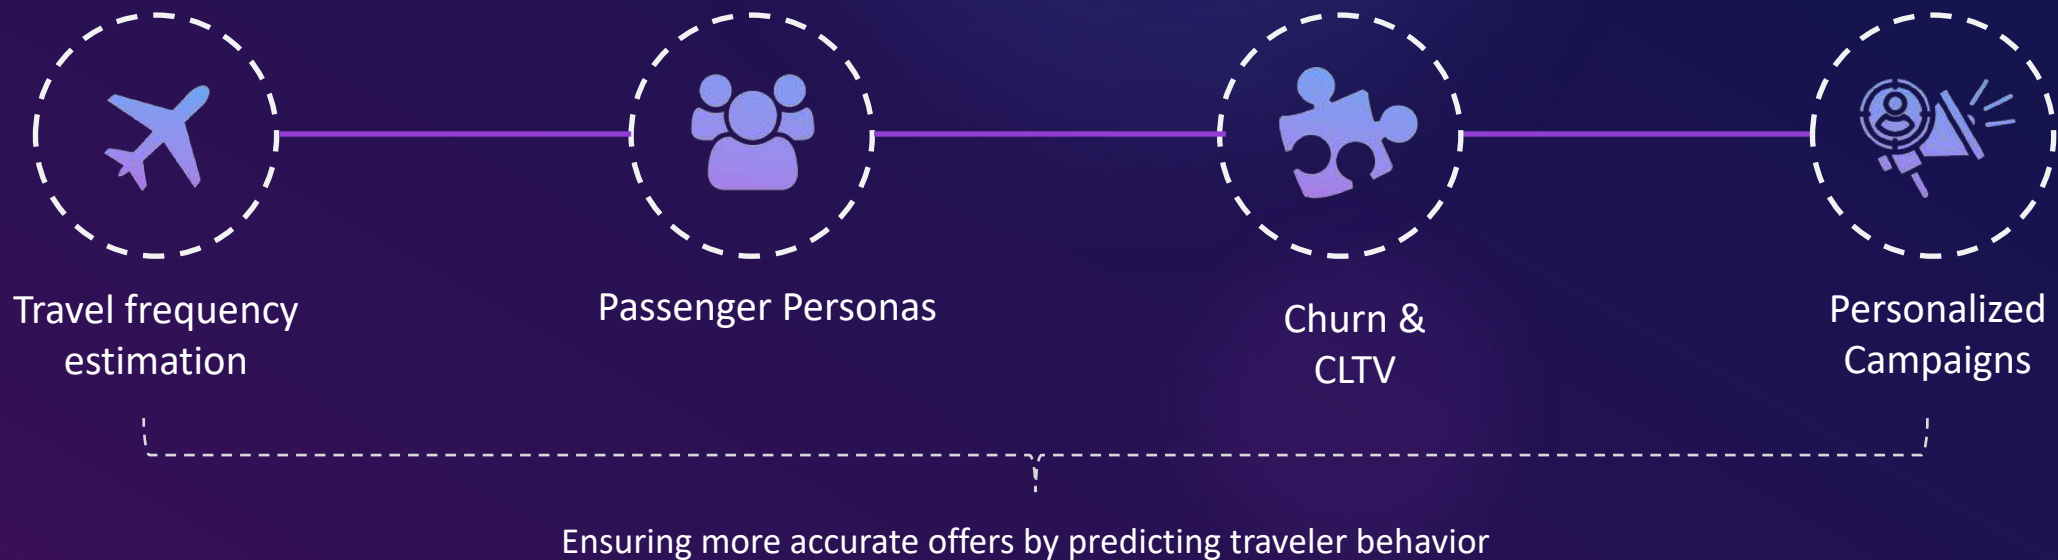 Travel frequency
estimation
Passenger Personas
Churn &
CLTV
Personalized
Campaigns
Ensuring more accurate offers by predicting traveler behavior